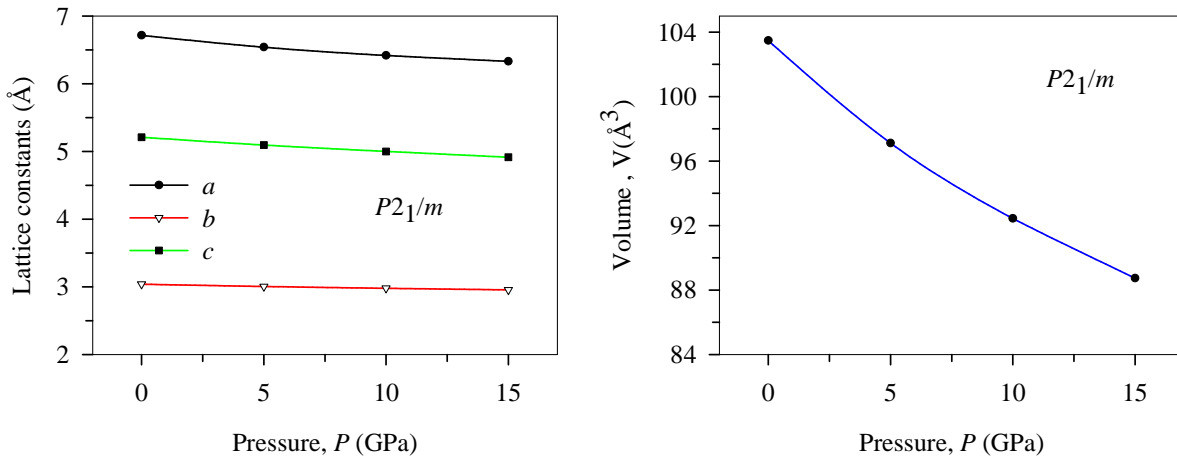 Lattice constants (Å)
7
6
5
4
3
2
a
b
c
P2₁/m
0
5
10
15
Pressure, P (GPa)
Volume , V(Å³)
104
100
96
92
88
84
P2₁/m
0
5
10
15
Pressure, P (GPa)